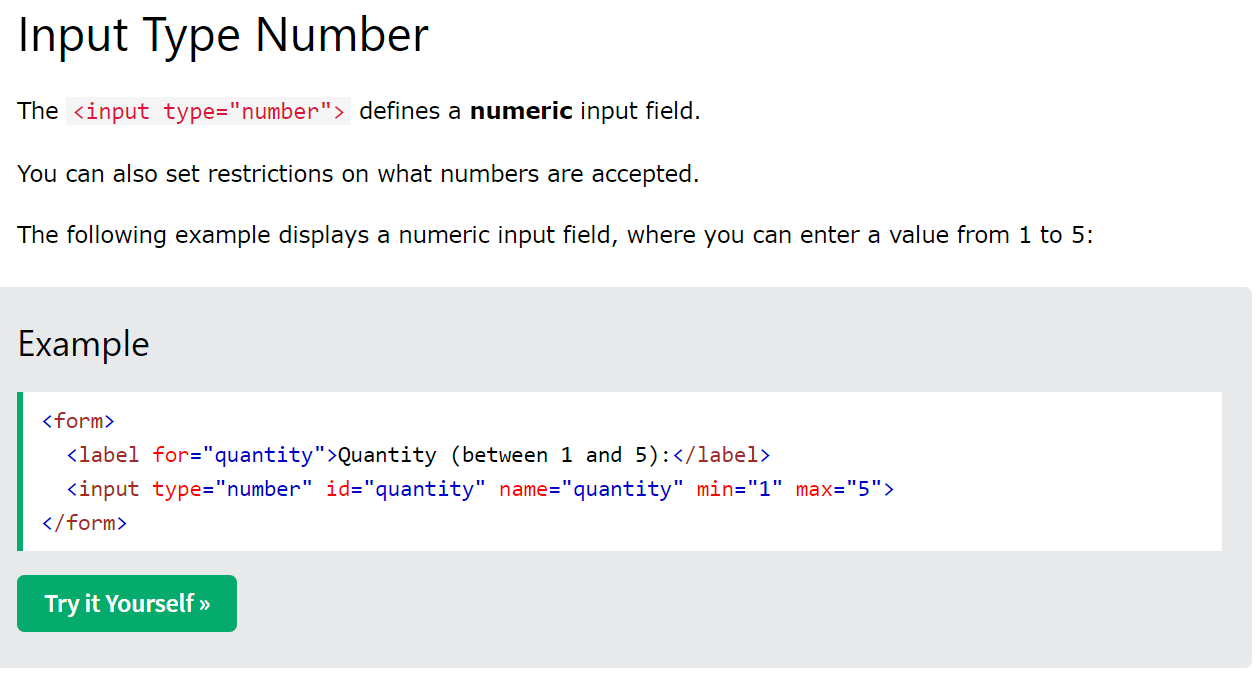 Input Type Number
The <input type="number"> defines a numeric input field.
You can also set restrictions on what numbers are accepted.
The following example displays a numeric input field, where you can enter a value from 1 to 5:
Example
<form>
  <label for="quantity">Quantity (between 1 and 5):</label>
  <input type="number" id="quantity" name="quantity" min="1" max="5">
</form>
Try it Yourself »